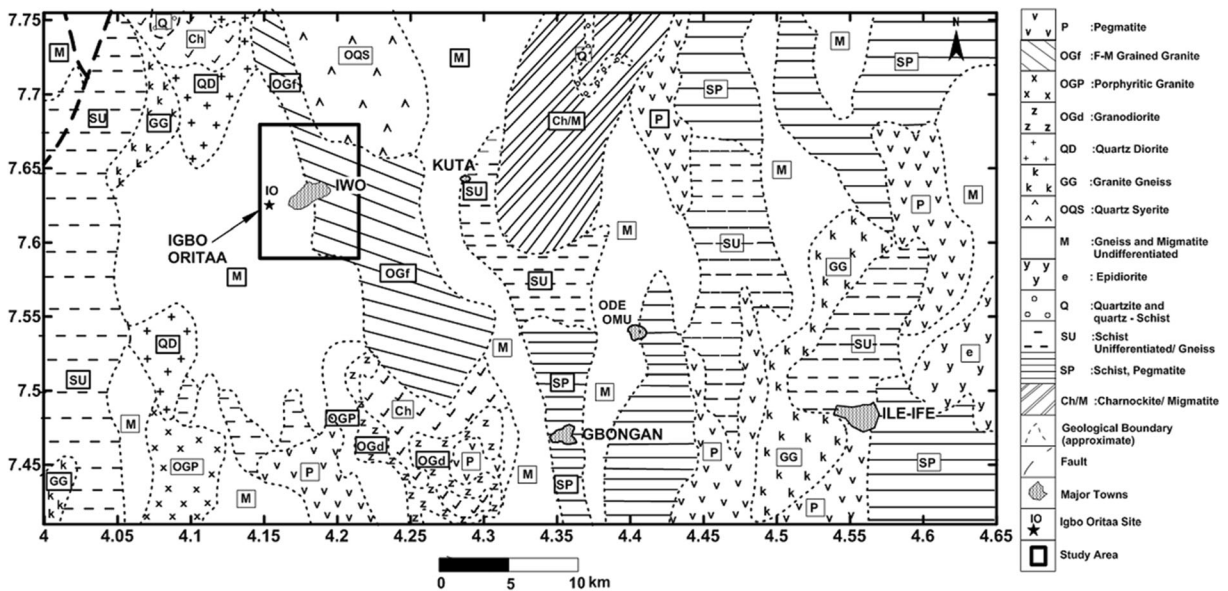 7.75
7.7
7.65
7.6
7.55
7.5
7.45
4
4.05
4.1
4.15
4.2
4.25
4.3
4.35
4.4
4.45
4.5
4.55
4.6
4.65
M
Q
Ch
OQS
M
Q
M
SP
N
SU
QD
GG
OGf
Ch/M
P
SP
IO
IWO
KUTA
SU
M
P
M
IGBO
ORITAA
M
OGf
M
SU
SU
GG
ODE
OMU
QD
SU
M
SP
M
SU
e
M
OGP
Ch
OGd
GBONGAN
ILE-IFE
OGP
P
OGd
P
M
P
GG
SP
GG
M
SP
P
0 5 10 km
P :Pegmatite
OGf :F-M Grained Granite
OGP :Porphyritic Granite
OGd :Granodiorite
QD :Quartz Diorite
GG :Granite Gneiss
OQS :Quartz Syerite
M :Gneiss and Migmatite
Undifferentiated
e : Epidiorite
Q : Quartzite and
quartz - Schist
SU :Schist
Unifferentiated/ Gneiss
SP :Schist, Pegmatite
Ch/M : Charnockite/ Migmatite
Geological Boundary
(approximate)
Fault
Major Towns
IO
Igbo Oritaa Site
Study Area